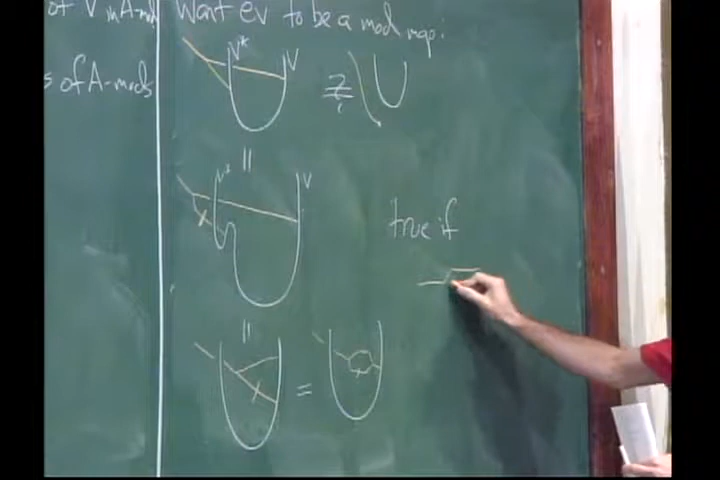 of V in A-mod
s of A-mods
Want ev to be a mod map:
V* V
?
=
V* V
=
=
true if